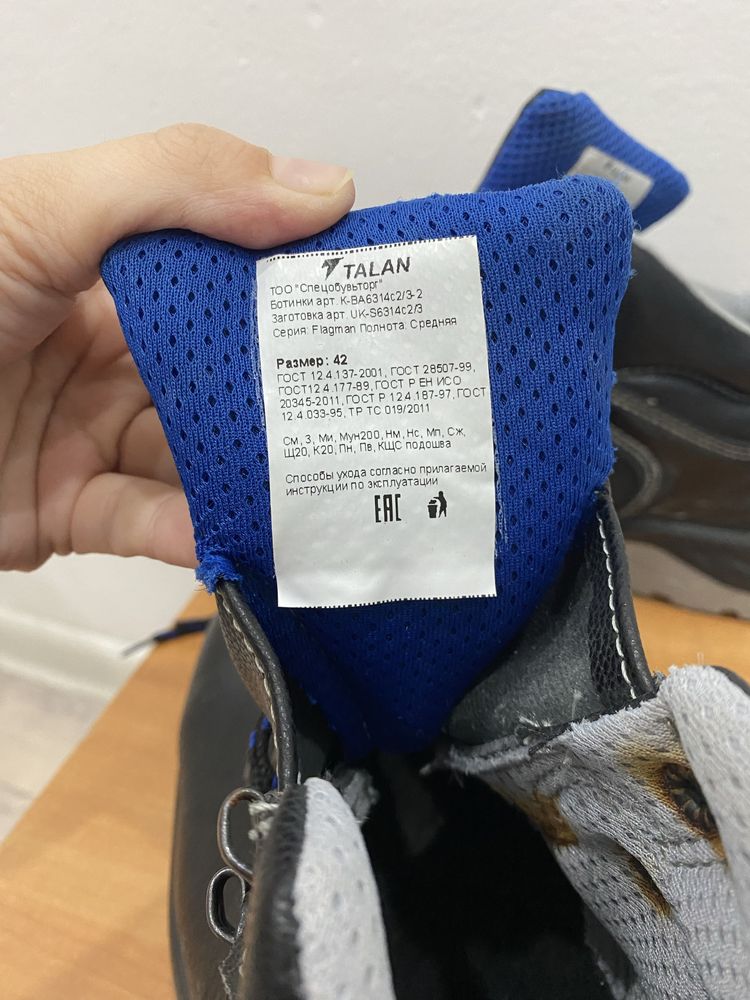 TALAN
ТОО "Спецобувьторг"
Ботинки арт. K-BA6314с2/3-2
Заготовка арт. UK-S6314с2/3
Серия: Flagman Полнота: Средняя
Размер: 42
ГОСТ 12.4.137-2001, ГОСТ 28507-99,
ГОСТ12.4.177-89, ГОСТ Р ЕН ИСО
20345-2011, ГОСТ Р 12.4.187-97, ГОСТ
12.4.033-95, ТР ТС 019/2011
См, З, Ми, Мун200, Нм, Нс, Мп, Сж,
Щ20, К20, Пн, Пв, КЩС подошва
Способы ухода согласно прилагаемой
инструкции по эксплуатации
EAC